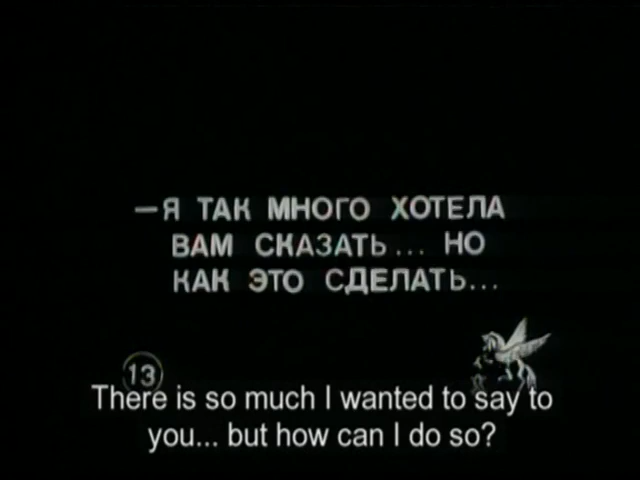 —Я ТАК МНОГО ХОТЕЛА
ВАМ СКАЗАТЬ... НО
КАК ЭТО СДЕЛАТЬ...
13
There is so much I wanted to say to
you... but how can I do so?